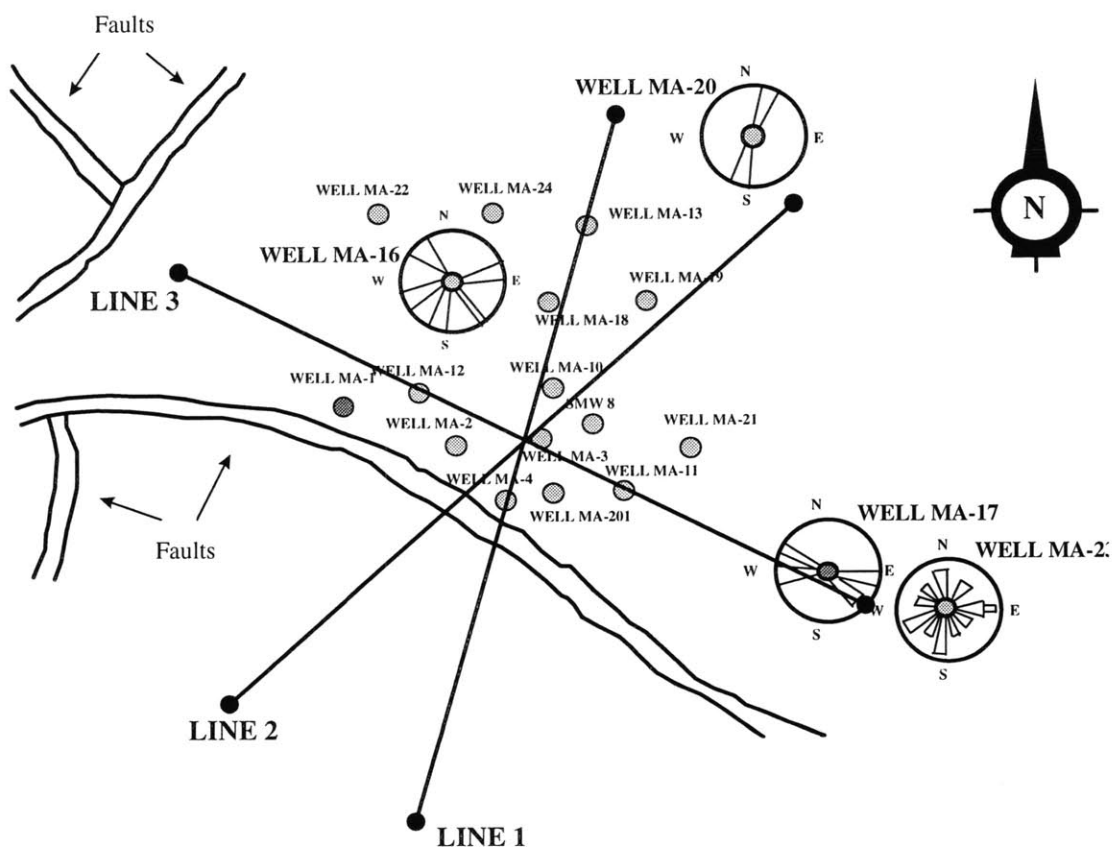 Faults
WELL MA-20
N
W
E
S
N
WELL MA-22
WELL MA-24
WELL MA-13
N
WELL MA-16
W
E
S
WELL MA-19
LINE 3
WELL MA-18
WELL MA-1
WELL MA-12
WELL MA-10
SMW 8
WELL MA-2
WELL MA-21
WELL MA-3
WELL MA-11
WELL MA-4
WELL MA-201
Faults
N
WELL MA-17
W
E
S
N
WELL MA-2
W
E
S
LINE 2
LINE 1